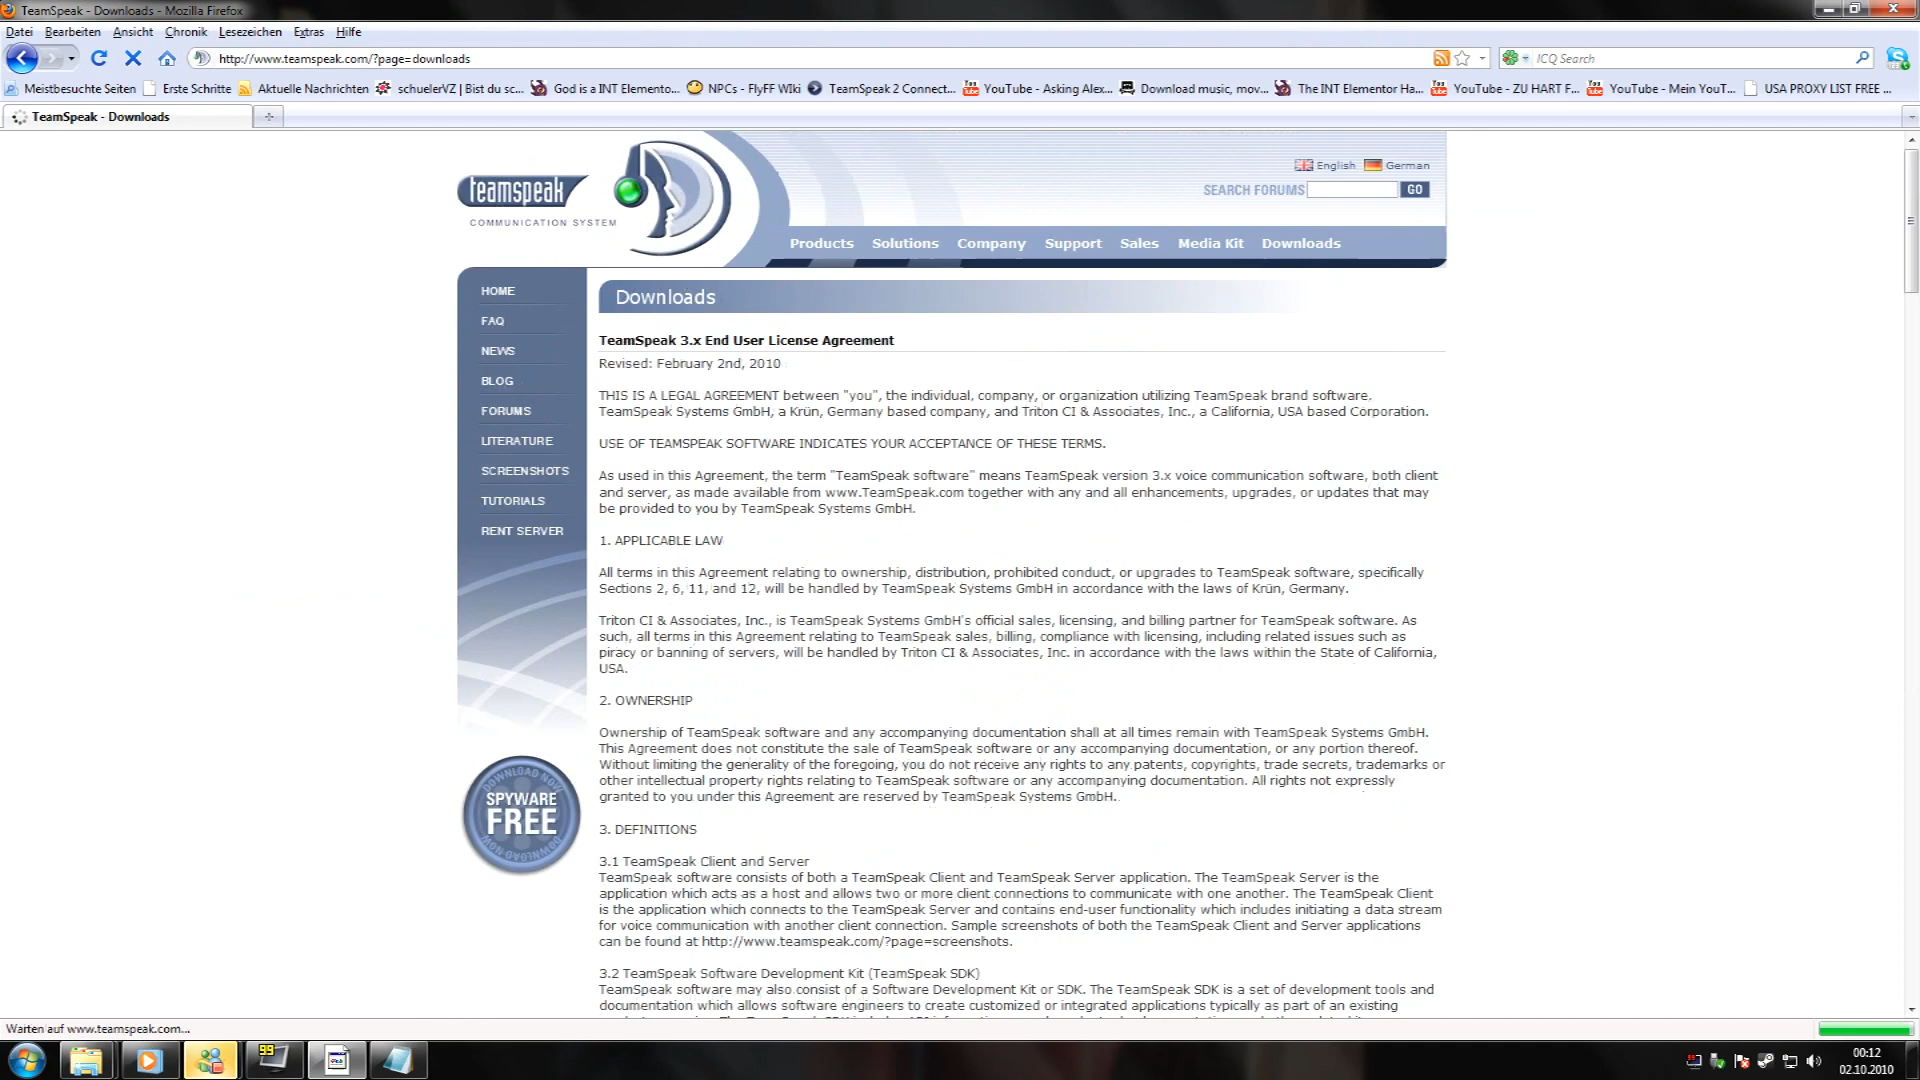 TeamSpeak - Downloads - Mozilla Firefox
Datei Bearbeiten Ansicht Chronik Lesezeichen Extras Hilfe
http://www.teamspeak.com/?page=downloads
ICQ Search
Meistbesuchte Seiten Erste Schritte Aktuelle Nachrichten schuelerVZ | Bist du sc... God is a INT Elemento... NPCs - FlyFF WIki TeamSpeak 2 Connect... YouTube - Asking Alex... Download music, mov... The INT Elementor Ha... YouTube - ZU HART F... YouTube - Mein YouT... USA PROXY LIST FREE ...
TeamSpeak - Downloads
English German
teamspeak
COMMUNICATION SYSTEM
SEARCH FORUMS GO
Products Solutions Company Support Sales Media Kit Downloads
HOME
FAQ
NEWS
BLOG
FORUMS
LITERATURE
SCREENSHOTS
TUTORIALS
RENT SERVER
DOWNLOAD NOW
SPYWARE
FREE
DOWNLOAD NOW
Downloads
TeamSpeak 3.x End User License Agreement
Revised: February 2nd, 2010
THIS IS A LEGAL AGREEMENT between "you", the individual, company, or organization utilizing TeamSpeak brand software,
TeamSpeak Systems GmbH, a Krün, Germany based company, and Triton CI & Associates, Inc., a California, USA based Corporation.
USE OF TEAMSPEAK SOFTWARE INDICATES YOUR ACCEPTANCE OF THESE TERMS.
As used in this Agreement, the term "TeamSpeak software" means TeamSpeak version 3.x voice communication software, both client
and server, as made available from www.TeamSpeak.com together with any and all enhancements, upgrades, or updates that may
be provided to you by TeamSpeak Systems GmbH.
1. APPLICABLE LAW
All terms in this Agreement relating to ownership, distribution, prohibited conduct, or upgrades to TeamSpeak software, specifically
Sections 2, 6, 11, and 12, will be handled by TeamSpeak Systems GmbH in accordance with the laws of Krün, Germany.
Triton CI & Associates, Inc., is TeamSpeak Systems GmbH's official sales, licensing, and billing partner for TeamSpeak software. As
such, all terms in this Agreement relating to TeamSpeak sales, billing, compliance with licensing, including related issues such as
piracy or banning of servers, will be handled by Triton CI & Associates, Inc. in accordance with the laws within the State of California,
USA.
2. OWNERSHIP
Ownership of TeamSpeak software and any accompanying documentation shall at all times remain with TeamSpeak Systems GmbH.
This Agreement does not constitute the sale of TeamSpeak software or any accompanying documentation, or any portion thereof.
Without limiting the generality of the foregoing, you do not receive any rights to any patents, copyrights, trade secrets, trademarks or
other intellectual property rights relating to TeamSpeak software or any accompanying documentation. All rights not expressly
granted to you under this Agreement are reserved by TeamSpeak Systems GmbH.
3. DEFINITIONS
3.1 TeamSpeak Client and Server
TeamSpeak software consists of both a TeamSpeak Client and TeamSpeak Server application. The TeamSpeak Server is the
application which acts as a host and allows two or more client connections to communicate with one another. The TeamSpeak Client
is the application which connects to the TeamSpeak Server and contains end-user functionality which includes initiating a data stream
for voice communication with another client connection. Sample screenshots of both the TeamSpeak Client and Server applications
can be found at http://www.teamspeak.com/?page=screenshots.
3.2 TeamSpeak Software Development Kit (TeamSpeak SDK)
TeamSpeak software may also consist of a Software Development Kit or SDK. The TeamSpeak SDK is a set of development tools and
documentation which allows software engineers to create customized or integrated applications typically as part of an existing
Warten auf www.teamspeak.com...
99
00:12
02.10.2010